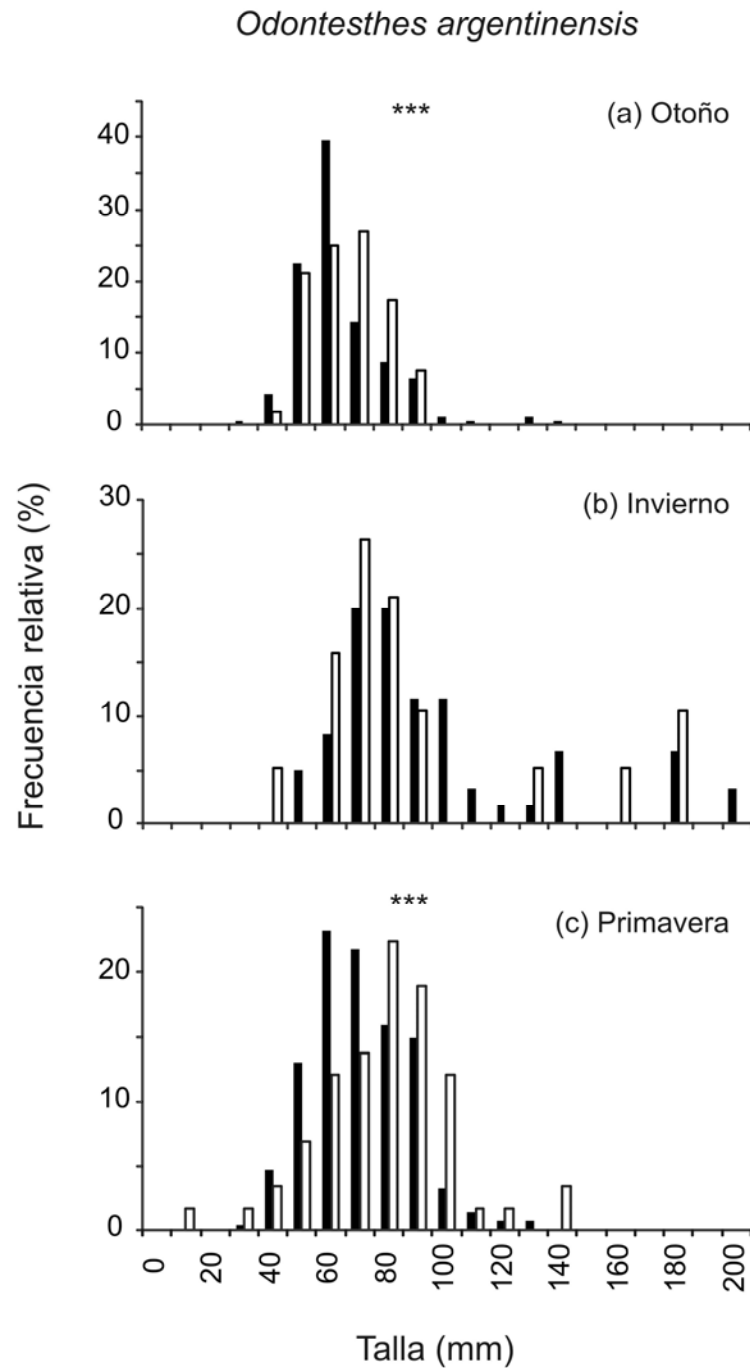 Odontesthes argentinensis
***
(a) Otoño
40
30
20
10
0
Frecuencia relativa (%)
(b) Invierno
30
20
10
0
***
(c) Primavera
20
10
0
0 20 40 60 80 100 120 140 160 180 200
Talla (mm)